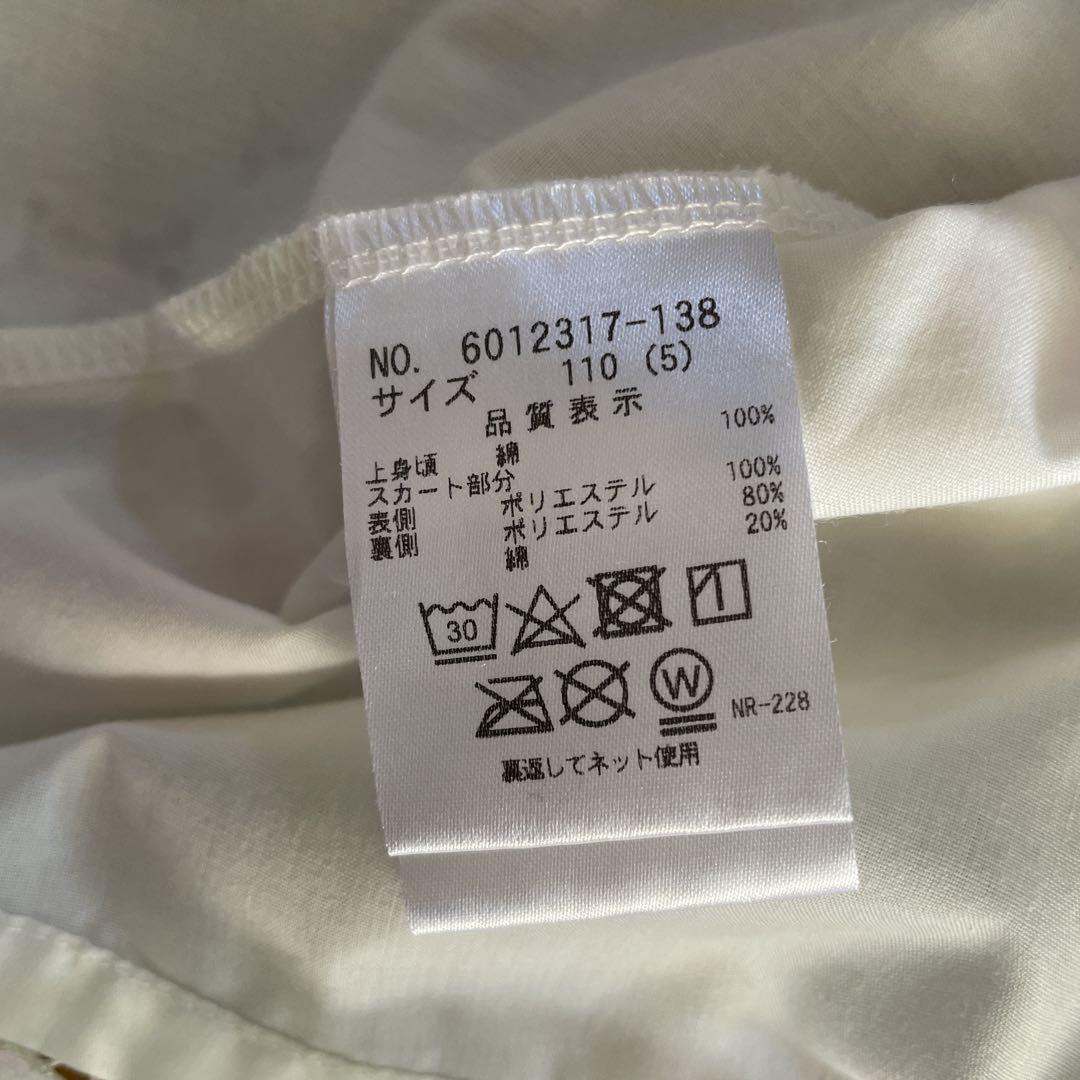 NO. 6012317-138
サイズ 110 (5)
品質表示
上身頃 綿 100%
スカート部分
表側 ポリエステル 100%
裏側 ポリエステル 80%
綿 20%
30
W NR-228
裏返してネット使用